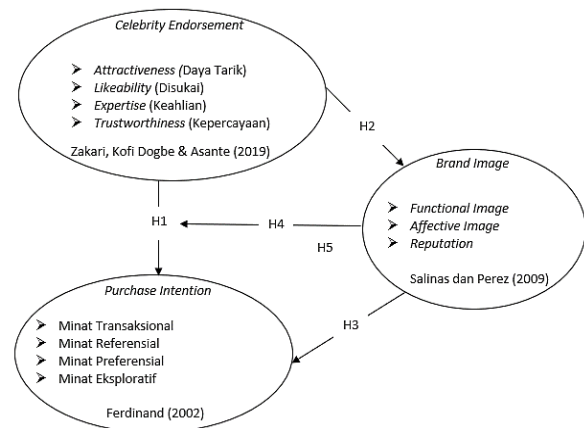 Celebrity Endorsement
➤ Attractiveness (Daya Tarik)
➤ Likeability (Disukai)
➤ Expertise (Keahlian)
➤ Trustworthiness (Kepercayaan)
Zakari, Kofi Dogbe & Asante (2019)
H2
Brand Image
➤ Functional Image
➤ Affective Image
➤ Reputation
Salinas dan Perez (2009)
H1
H4
H5
Purchase Intention
➤ Minat Transaksional
➤ Minat Referensial
➤ Minat Preferensial
➤ Minat Eksploratif
Ferdinand (2002)
H3